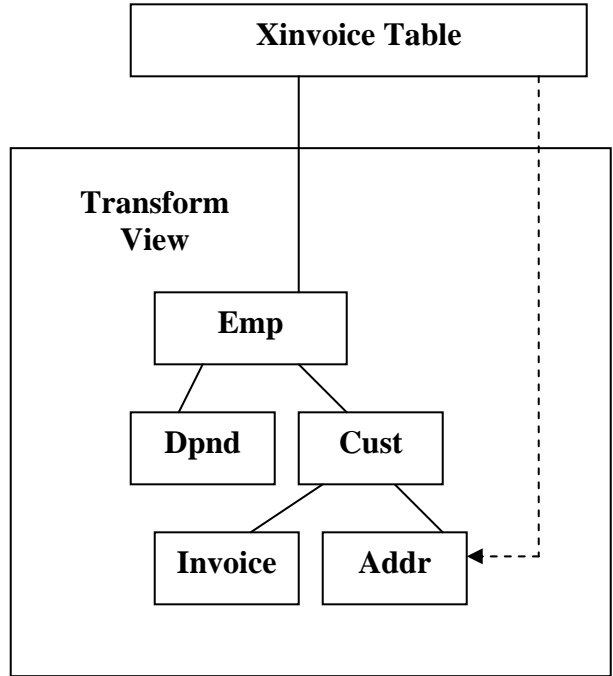 Xinvoice Table
Transform
View
Emp
Dpnd
Cust
Invoice
Addr